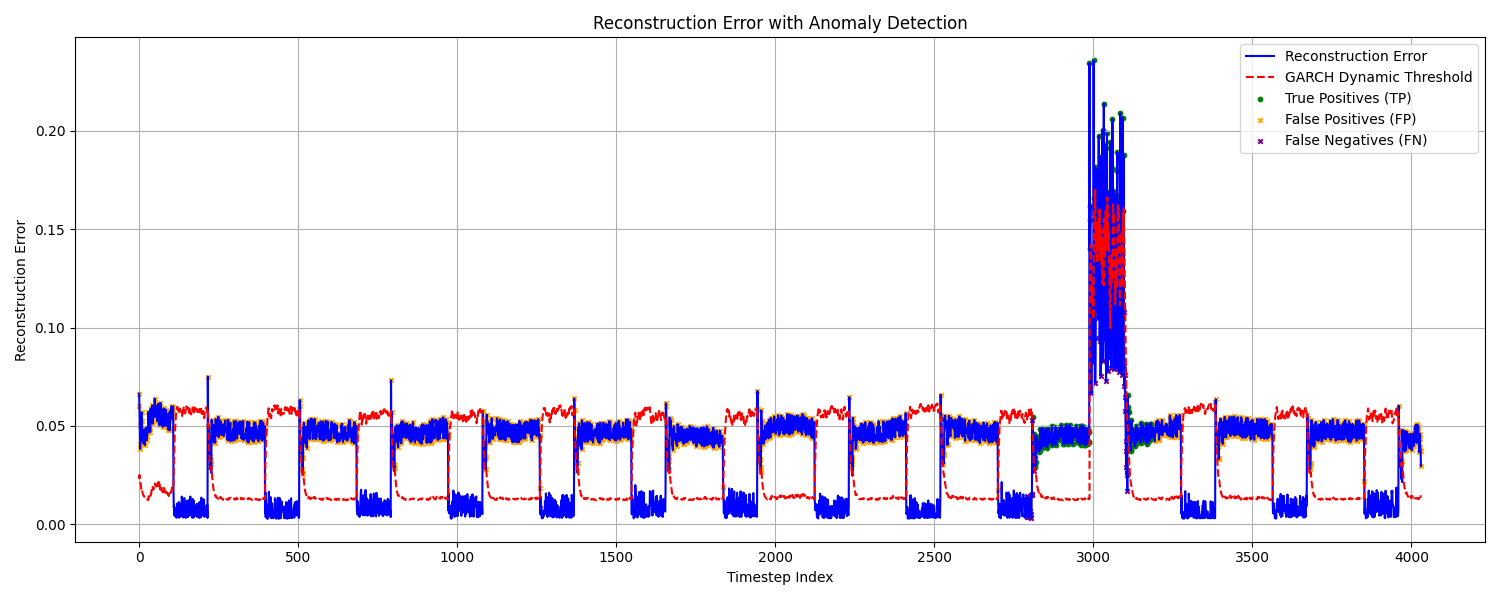 Reconstruction Error with Anomaly Detection
Reconstruction Error
GARCH Dynamic Threshold
True Positives (TP)
False Positives (FP)
False Negatives (FN)
Reconstruction Error
0.20
0.15
0.10
0.05
0.00
0 500 1000 1500 2000 2500 3000 3500 4000
Timestep Index